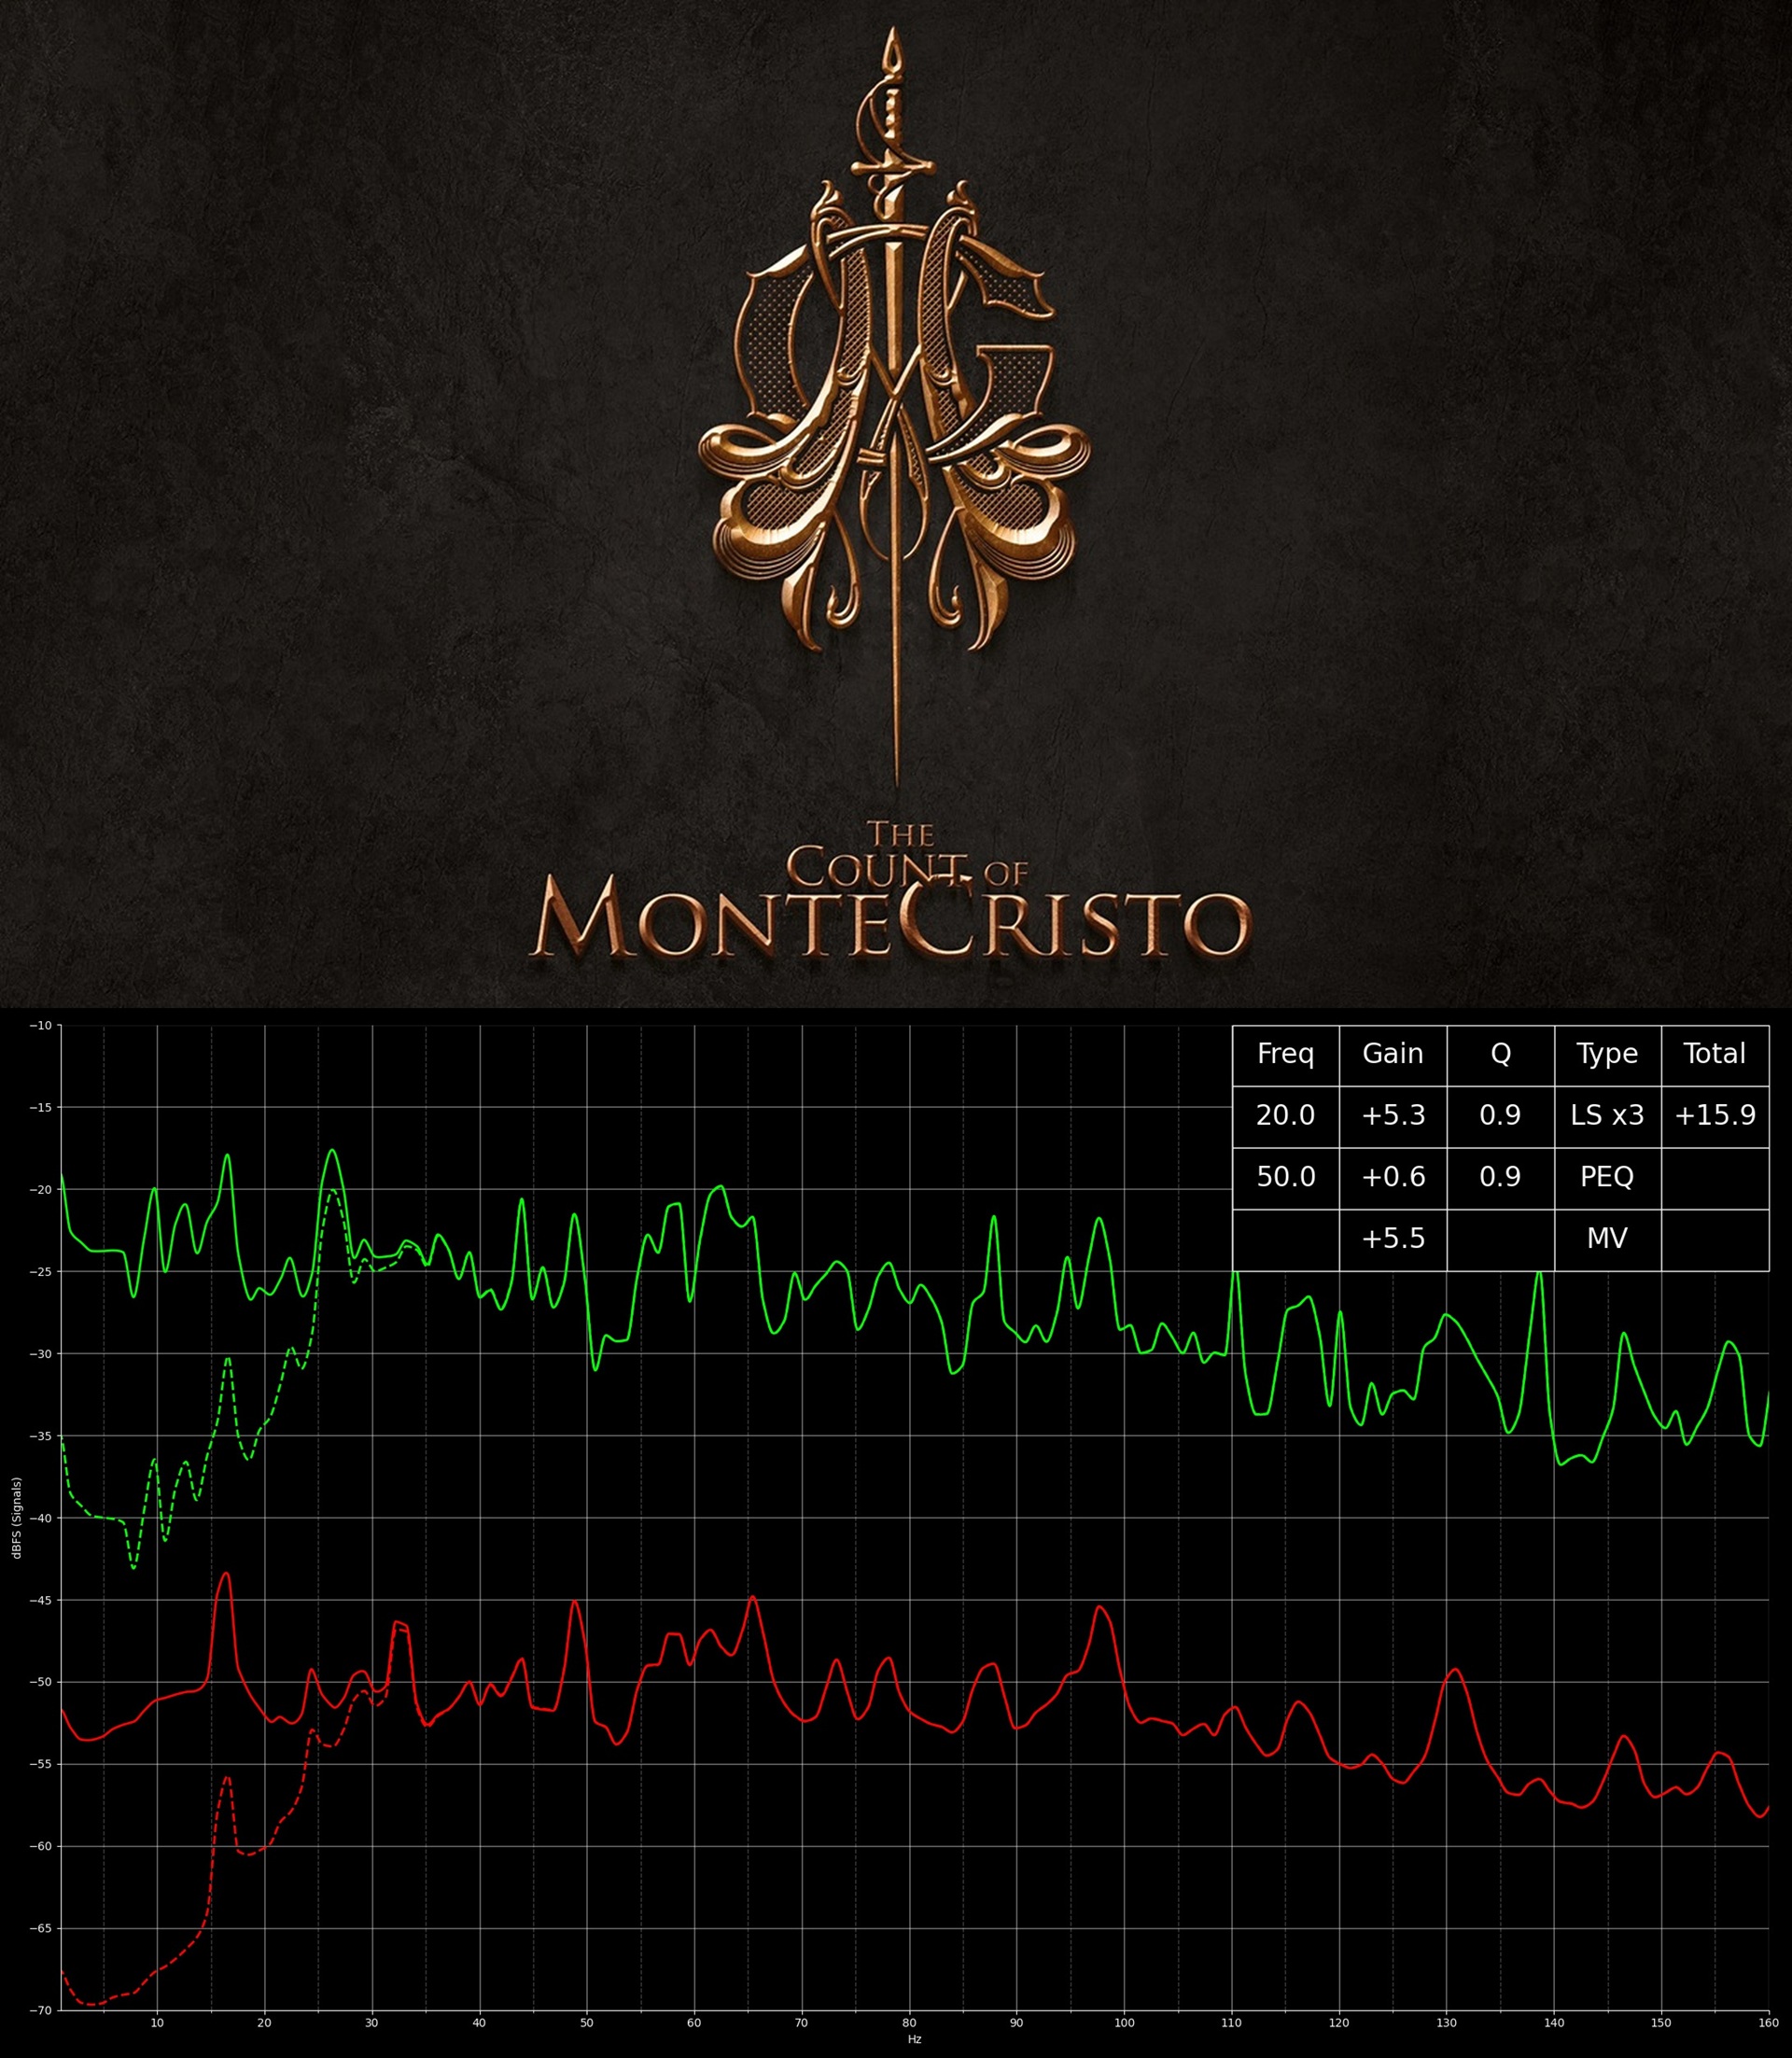 THE
COUNT OF
MONTECRISTO
Freq Gain Q Type Total
20.0 +5.3 0.9 LS x3 +15.9
50.0 +0.6 0.9 PEQ
+5.5 MV
−10
−15
−20
−25
−30
−35
−40
−45
−50
−55
−60
−65
−70
dBFS (Signals)
10 20 30 40 50 60 70 80 90 100 110 120 130 140 150 160
Hz